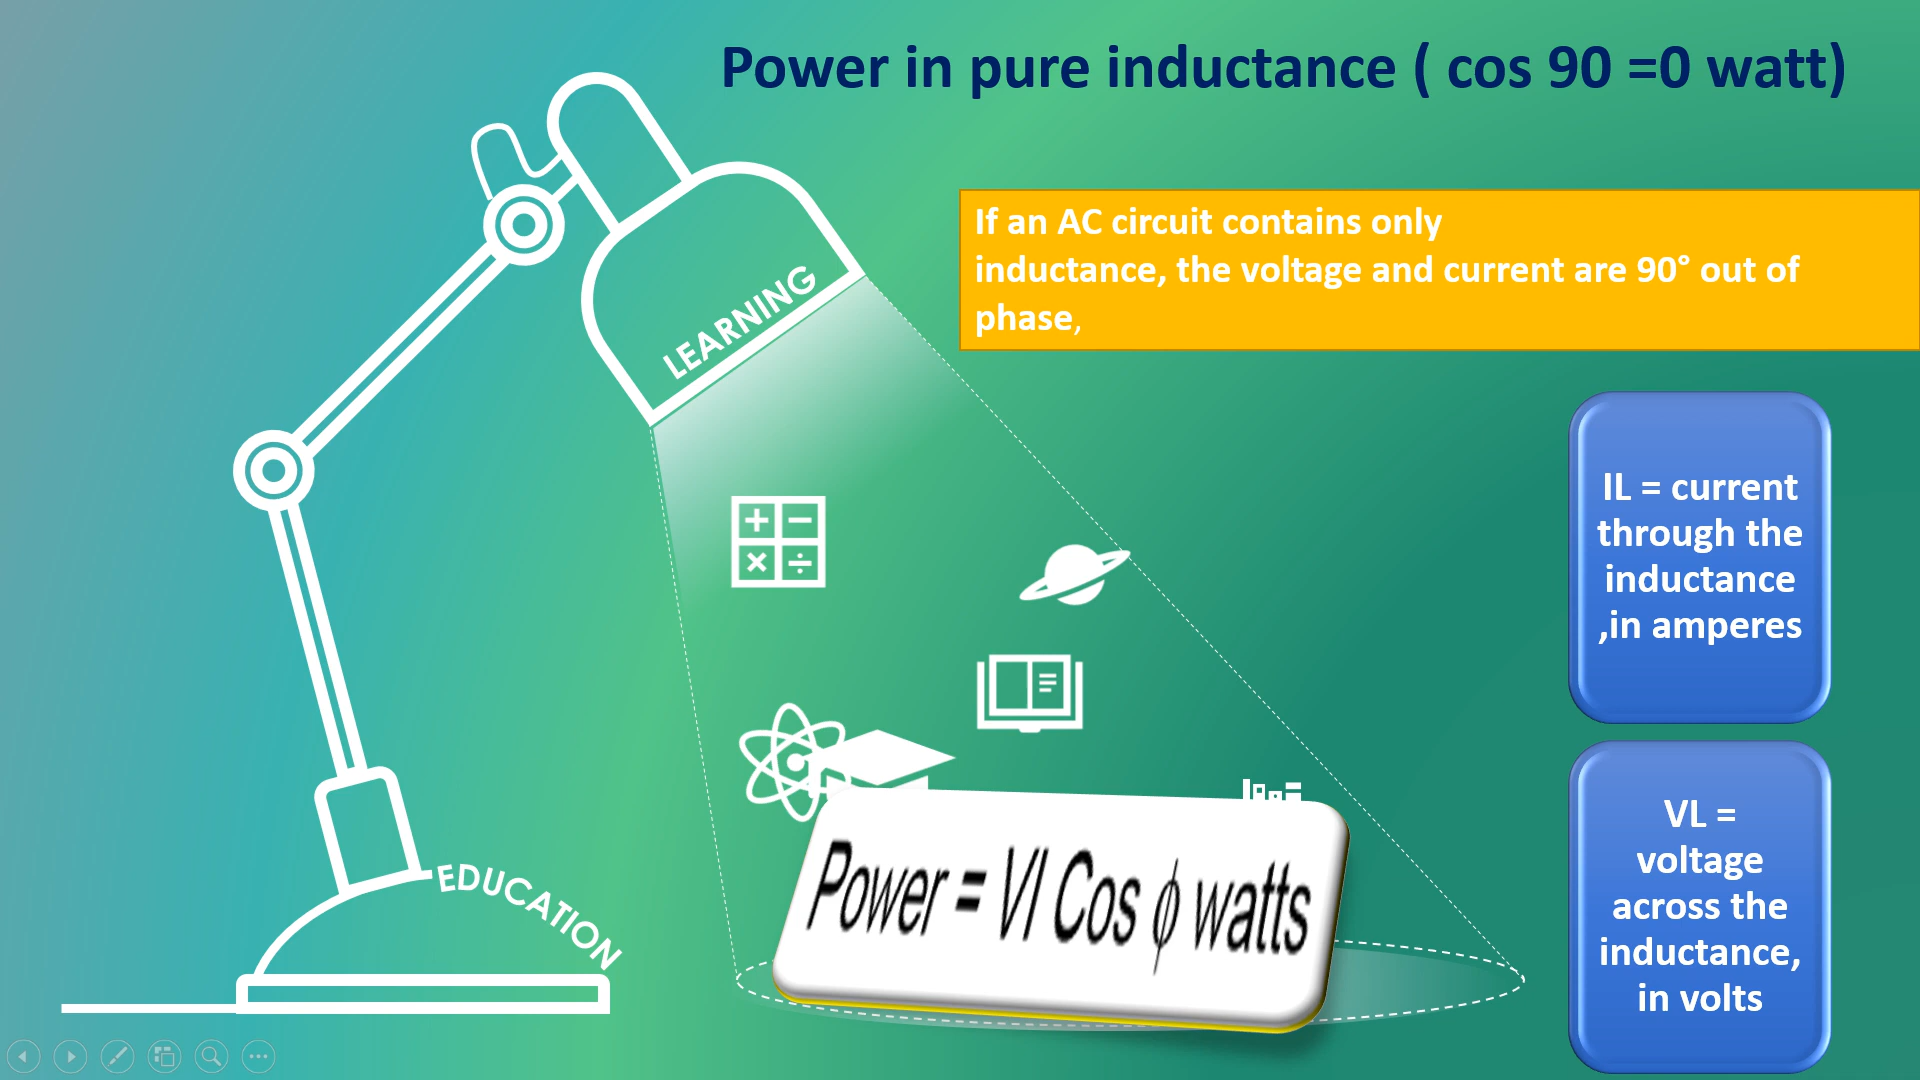 Power in pure inductance ( cos 90 =0 watt)
If an AC circuit contains only
inductance, the voltage and current are 90° out of
phase,
LEARNING
IL = current
through the
inductance
,in amperes
VL =
voltage
across the
inductance,
in volts
Power = VI Cos ϕ watts
EDUCATION